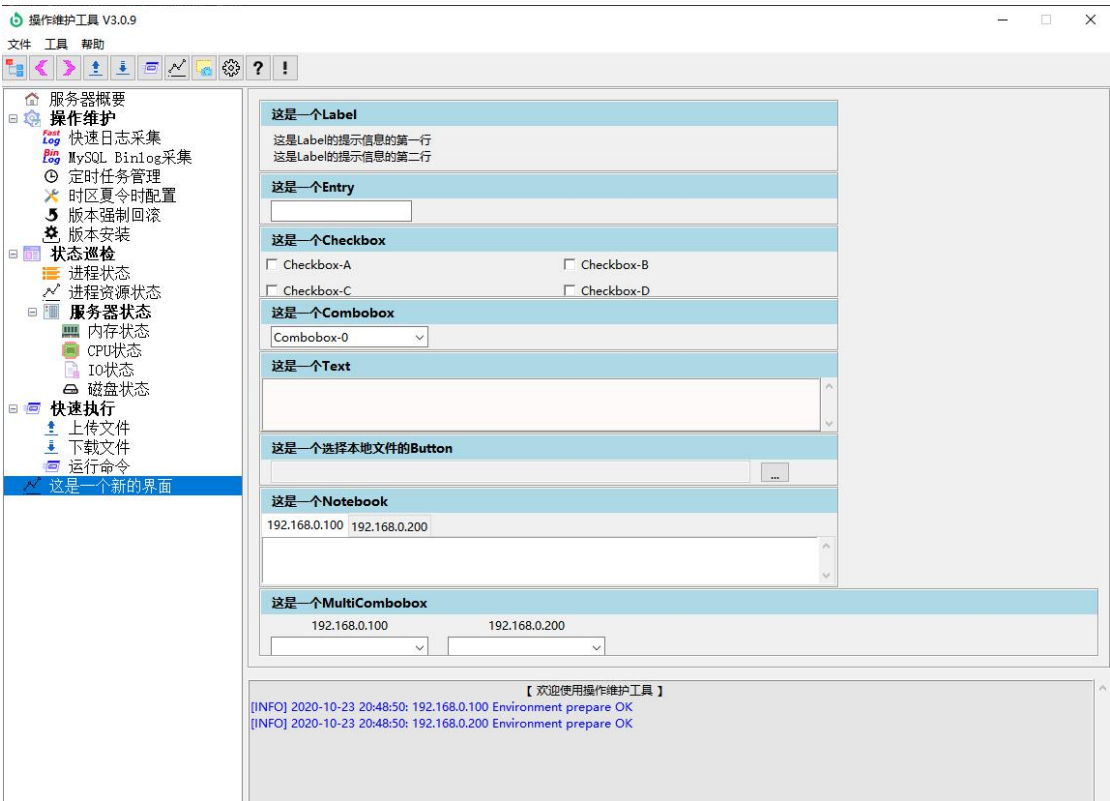 操作维护工具 V3.0.9
文件 工具 帮助
? !
服务器概要
操作维护
Fast Log 快速日志采集
Bin Log MySQL Binlog采集
定时任务管理
时区夏令时配置
版本强制回滚
版本安装
状态巡检
进程状态
进程资源状态
服务器状态
内存状态
CPU状态
IO状态
磁盘状态
快速执行
上传文件
下载文件
运行命令
这是一个新的界面
这是一个Label
这是Label的提示信息的第一行
这是Label的提示信息的第二行
这是一个Entry
这是一个Checkbox
Checkbox-A Checkbox-B
Checkbox-C Checkbox-D
这是一个Combobox
Combobox-0
这是一个Text
这是一个选择本地文件的Button
...
这是一个Notebook
192.168.0.100 192.168.0.200
这是一个MultiCombobox
192.168.0.100 192.168.0.200
【 欢迎使用操作维护工具 】
[INFO] 2020-10-23 20:48:50: 192.168.0.100 Environment prepare OK
[INFO] 2020-10-23 20:48:50: 192.168.0.200 Environment prepare OK